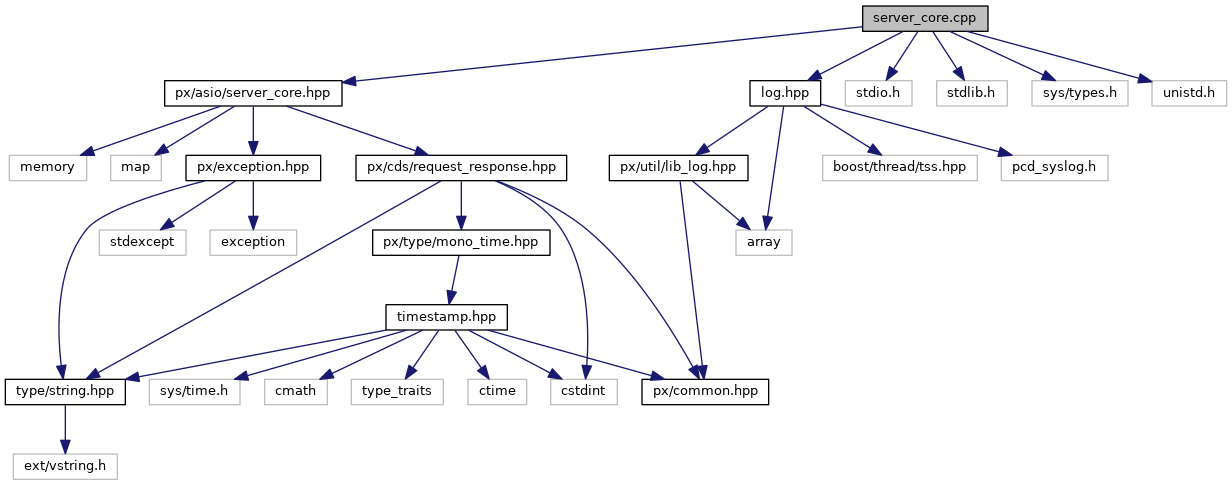 server_core.cpp
px/asio/server_core.hpp
log.hpp
stdio.h
stdlib.h
sys/types.h
unistd.h
memory
map
px/exception.hpp
px/cds/request_response.hpp
px/util/lib_log.hpp
boost/thread/tss.hpp
pcd_syslog.h
stdexcept
exception
px/type/mono_time.hpp
array
timestamp.hpp
type/string.hpp
sys/time.h
cmath
type_traits
ctime
cstdint
px/common.hpp
ext/vstring.h